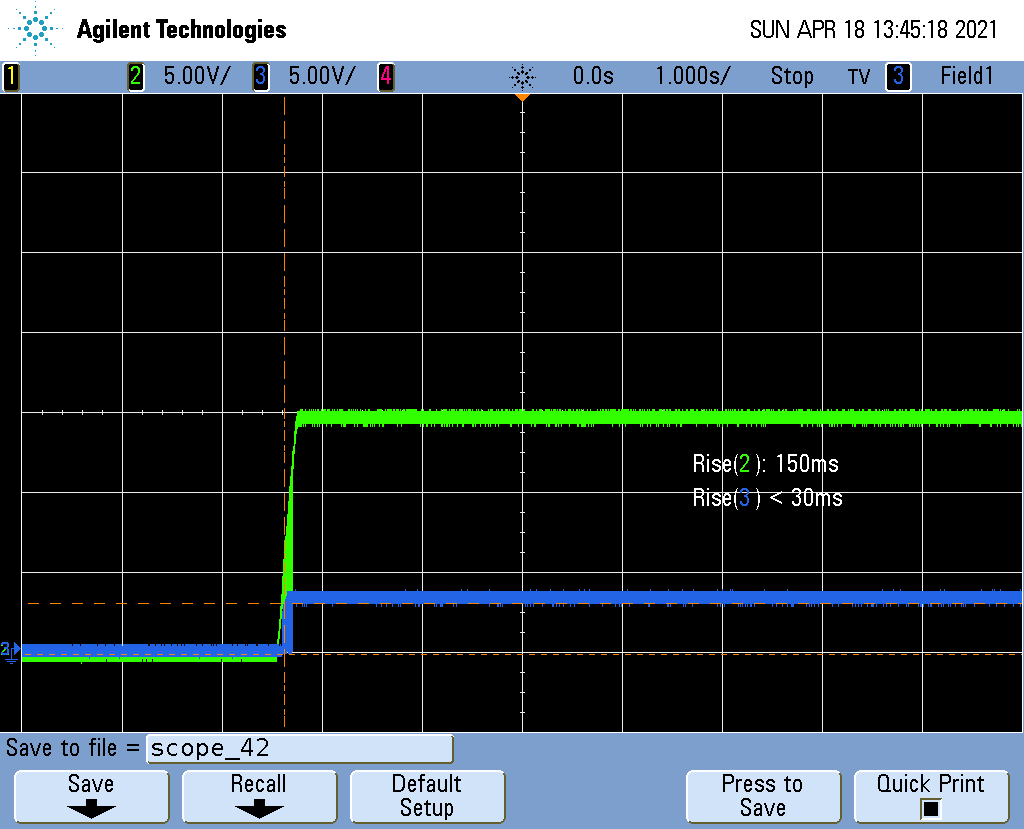 Agilent Technologies SUN APR 18 13:45:18 2021
1 2 5.00V/ 3 5.00V/ 4 0.0s 1.000s/ Stop TV 3 Field1
Rise(2): 150ms
Rise(3) < 30ms
2
Save to file = scope_42
Save Recall Default Setup Press to Save Quick Print